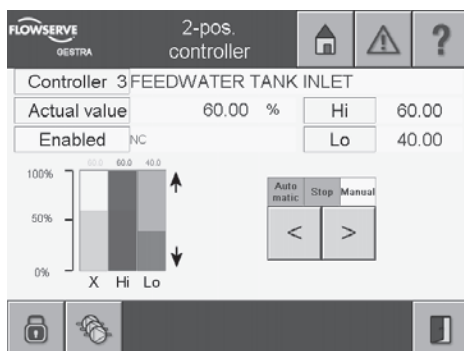 FLOWSERVE
GESTRA
2-pos.
controller
?
Controller 3 FEEDWATER TANK INLET
Actual value 60.00 % Hi 60.00
Enabled NC Lo 40.00
60.0 60.0 40.0
100%
50%
0%
X Hi Lo
Auto
matic Stop Manual
< >